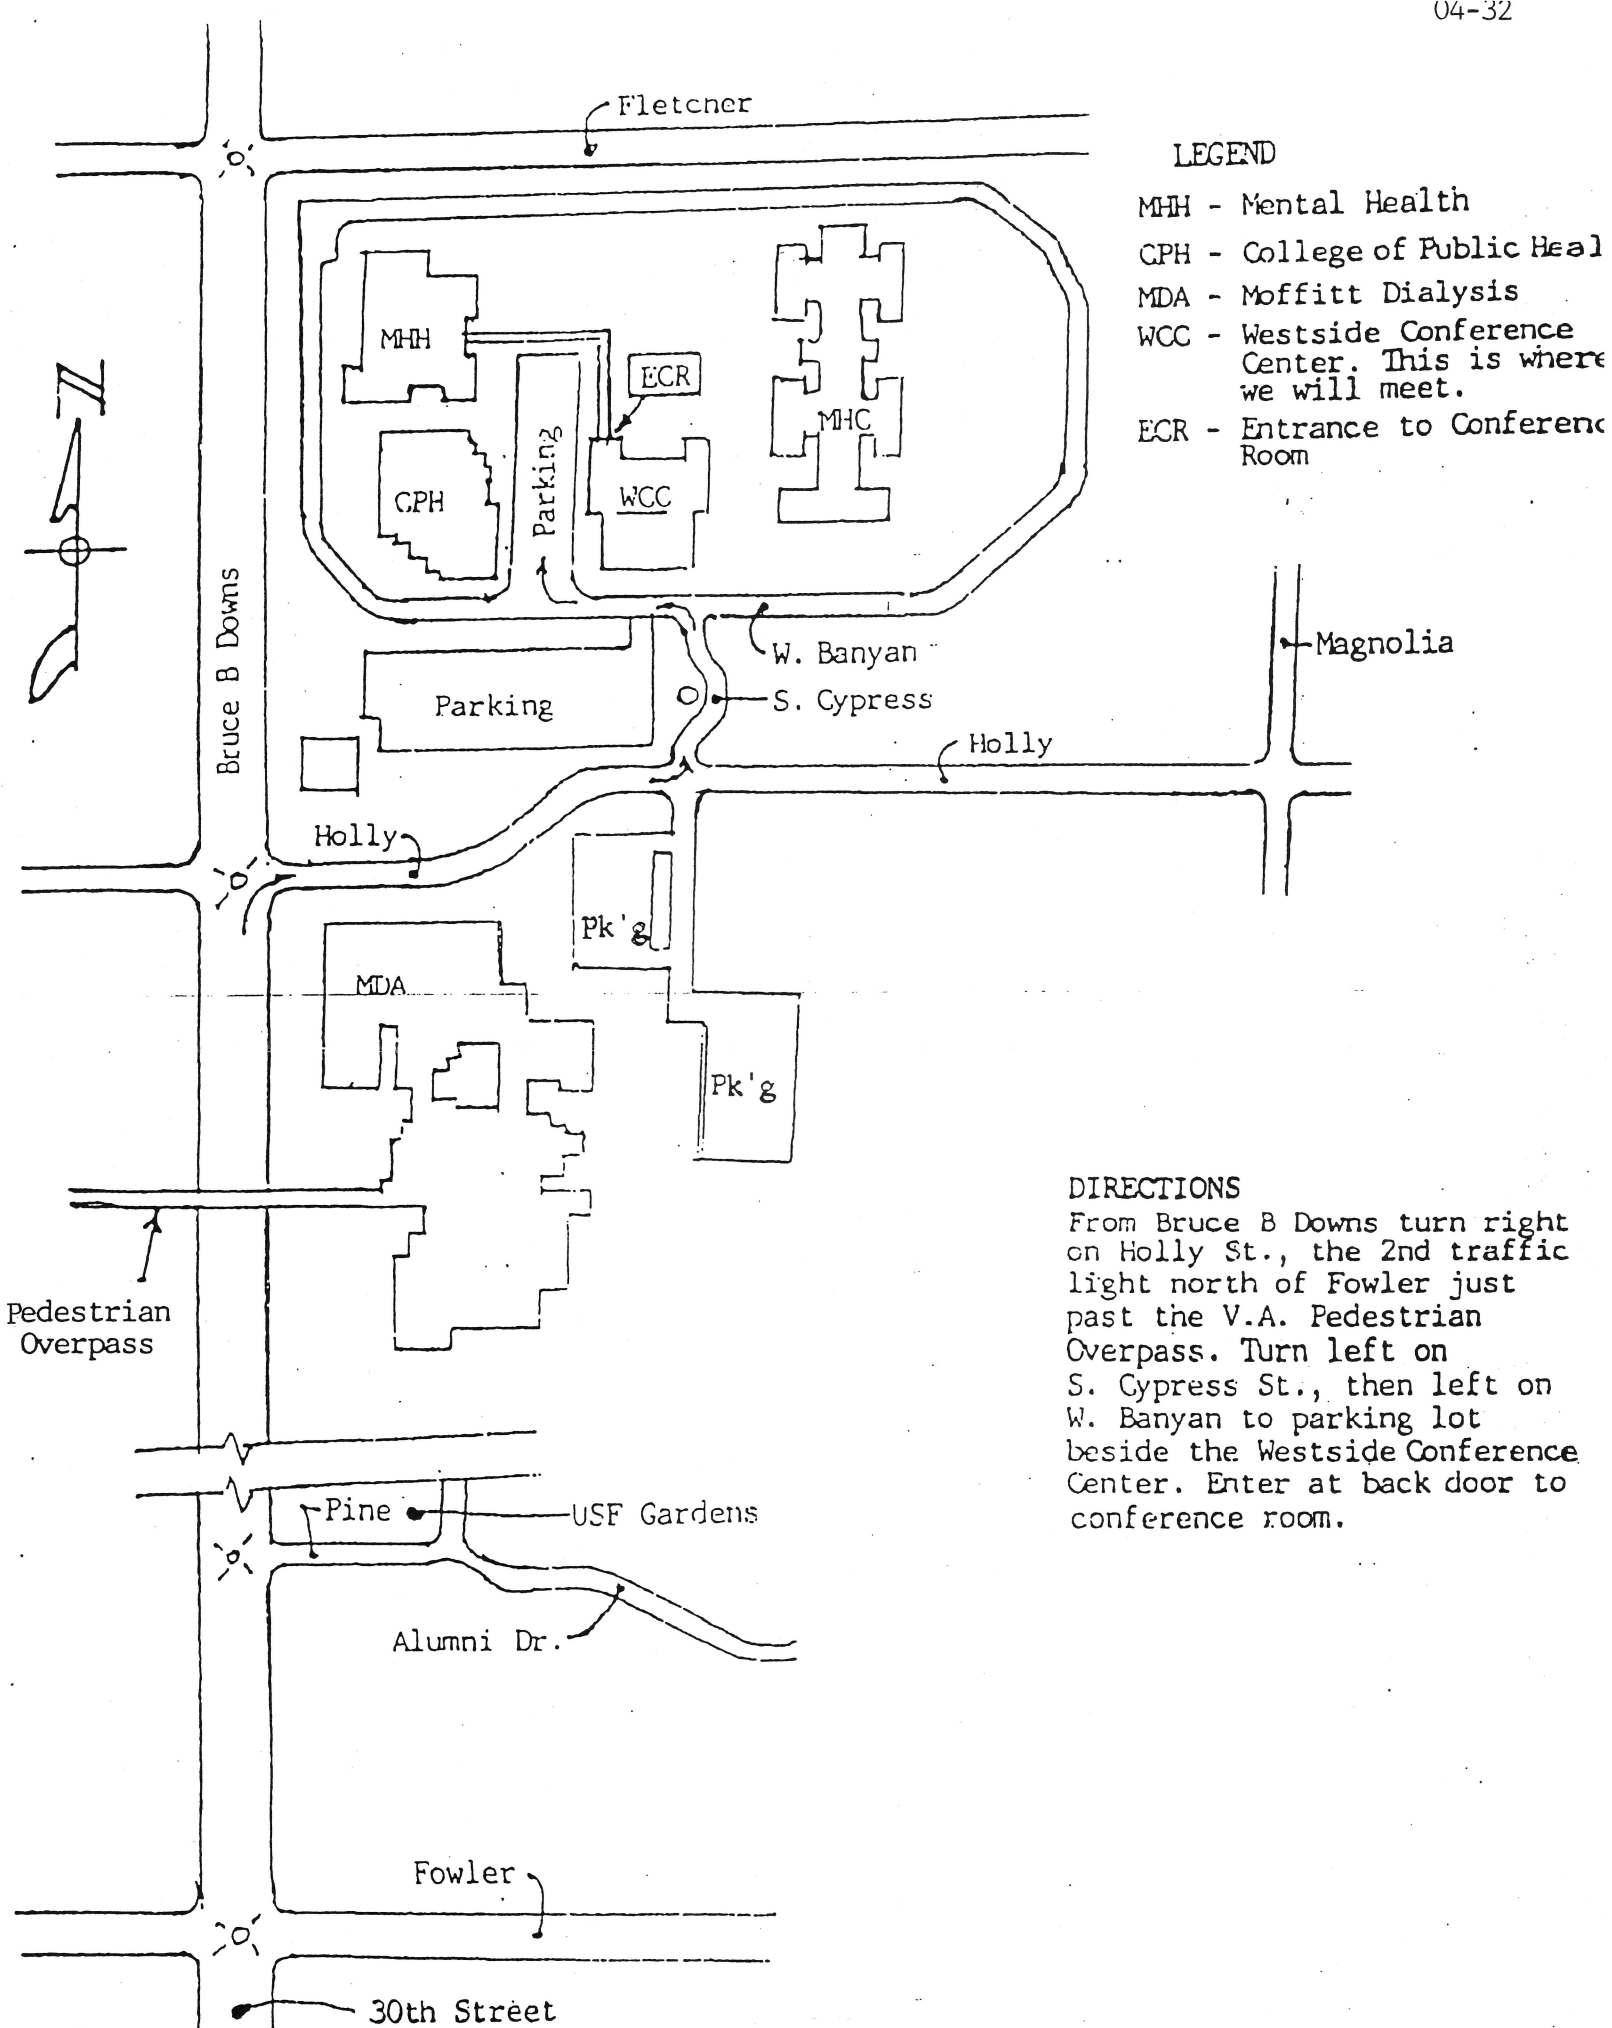 04-32
Fletcner
LEGEND
MHH - Mental Health
CPH - College of Public Heal
MDA - Moffitt Dialysis
WCC - Westside Conference
Center. This is where
we will meet.
ECR - Entrance to Conferenc
Room
MHH
ECR
MHC
CPH
Parking
WCC
N
Bruce B Downs
W. Banyan
S. Cypress
Parking
Magnolia
Holly
Holly
Pk'g
MDA
Pk'g
Pedestrian
Overpass
DIRECTIONS
From Bruce B Downs turn right
on Holly St., the 2nd traffic
light north of Fowler just
past the V.A. Pedestrian
Overpass. Turn left on
S. Cypress St., then left on
W. Banyan to parking lot
beside the Westside Conference
Center. Enter at back door to
conference room.
Pine
USF Gardens
Alumni Dr.
Fowler
30th Street